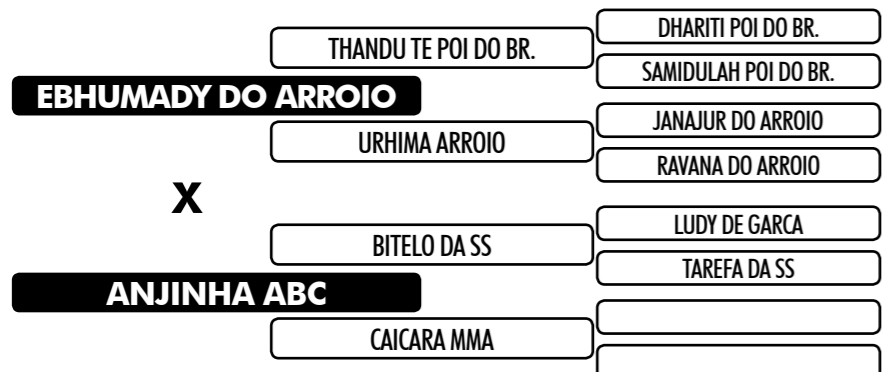 DHARITI POI DO BR.
THANDU TE POI DO BR.
SAMIDULAH POI DO BR.
EBHUMADY DO ARROIO
JANAJUR DO ARROIO
URHIMA ARROIO
RAVANA DO ARROIO
X
LUDY DE GARCA
BITELO DA SS
TAREFA DA SS
ANJINHA ABC
CAICARA MMA